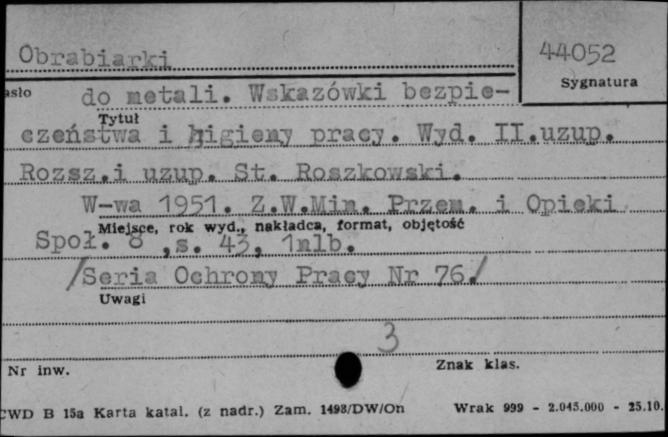 Obrabiarki
44052
Sygnatura
asło
do metali. Wskazówki bezpie-
Tytuł
czeństwa i higieny pracy. Wyd. II.uzup.
Rozsz.i uzup. St. Roszkowski.
W-wa 1951. Z.W.Min. Przem. i Opieki
Miejsce, rok wyd., nakładca, format, objętość
Społ. 8°,s. 43, 1nlb.
/Seria Ochrony Pracy Nr 76/
Uwagi
3
Nr inw.
Znak klas.
CWD B 15a Karta katal. (z nadr.) Zam. 1498/DW/On
Wrak 999 - 2.045.000 - 25.10.